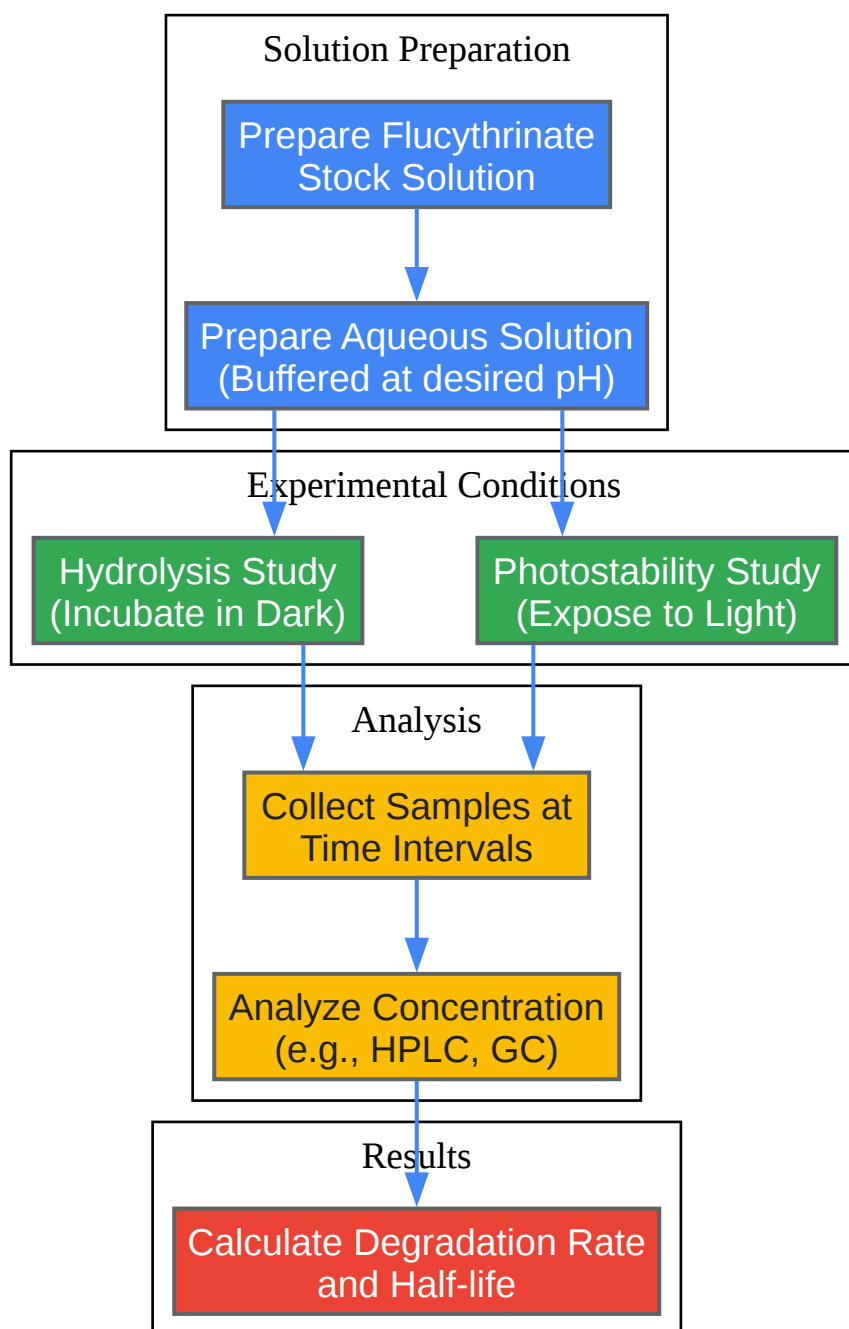 Solution Preparation
Prepare Flucythrinate
Stock Solution
Prepare Aqueous Solution
(Buffered at desired pH)
Experimental Conditions
Hydrolysis Study
(Incubate in Dark)
Photostability Study
(Expose to Light)
Analysis
Collect Samples at
Time Intervals
Analyze Concentration
(e.g., HPLC, GC)
Results
Calculate Degradation Rate
and Half-life